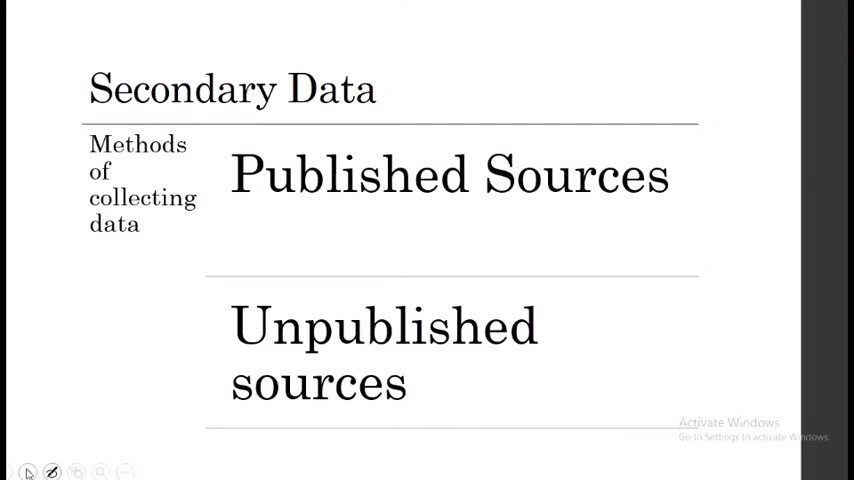 Secondary Data
Methods
of
collecting
data
Published Sources
Unpublished
sources
Activate Windows
Go to Settings to activate Windows.